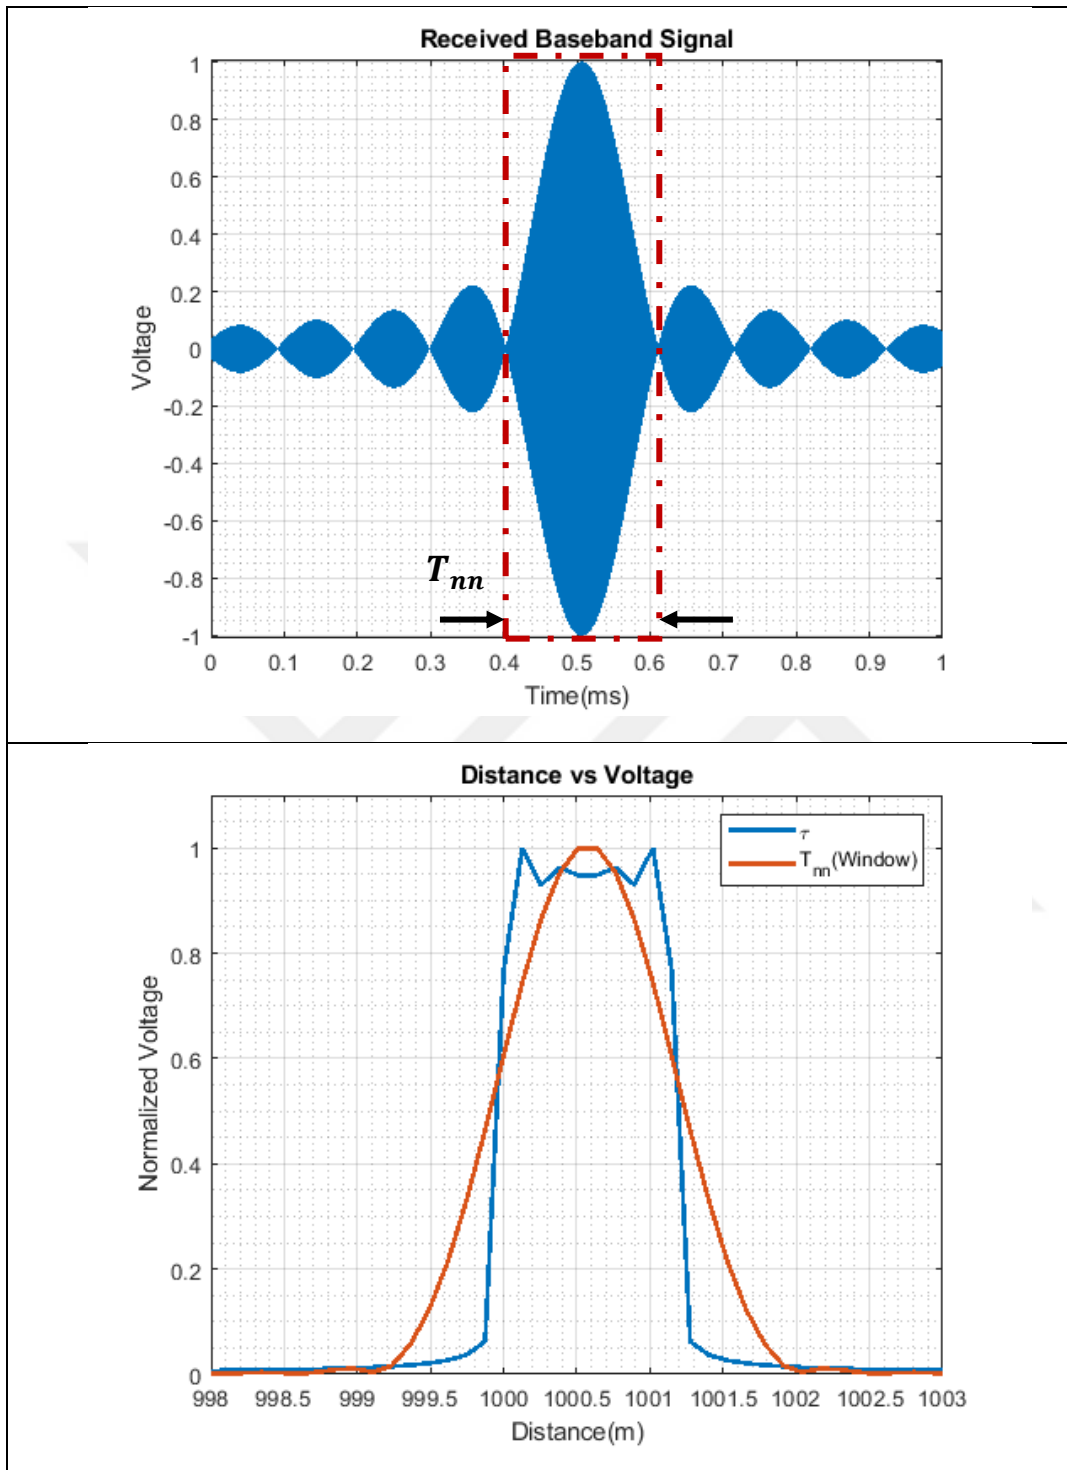 Received Baseband Signal
1
0.8
0.6
0.4
0.2
0
-0.2
-0.4
-0.6
-0.8
-1
Voltage
T_nn
0 0.1 0.2 0.3 0.4 0.5 0.6 0.7 0.8 0.9 1
Time(ms)
Distance vs Voltage
τ
T_nn(Window)
1
0.8
0.6
0.4
0.2
0
Normalized Voltage
998 998.5 999 999.5 1000 1000.5 1001 1001.5 1002 1002.5 1003
Distance(m)